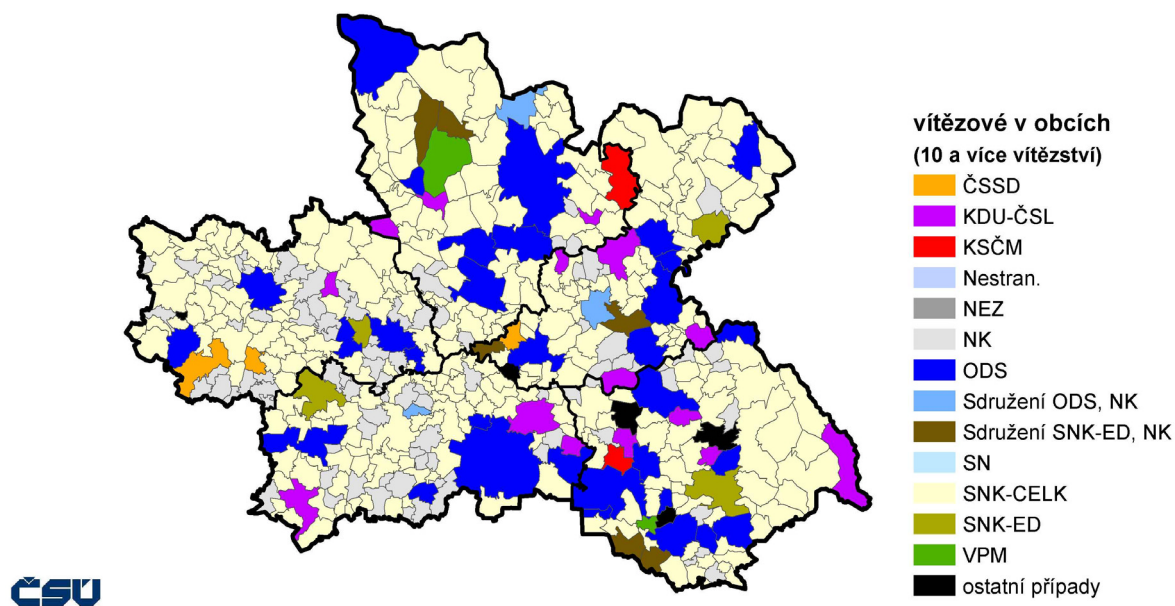 vítězové v obcích
(10 a více vítězství)
ČSSD
KDU-ČSL
KSČM
Nestran.
NEZ
NK
ODS
Sdružení ODS, NK
Sdružení SNK-ED, NK
SN
SNK-CELK
SNK-ED
VPM
ostatní případy
ČSÚ